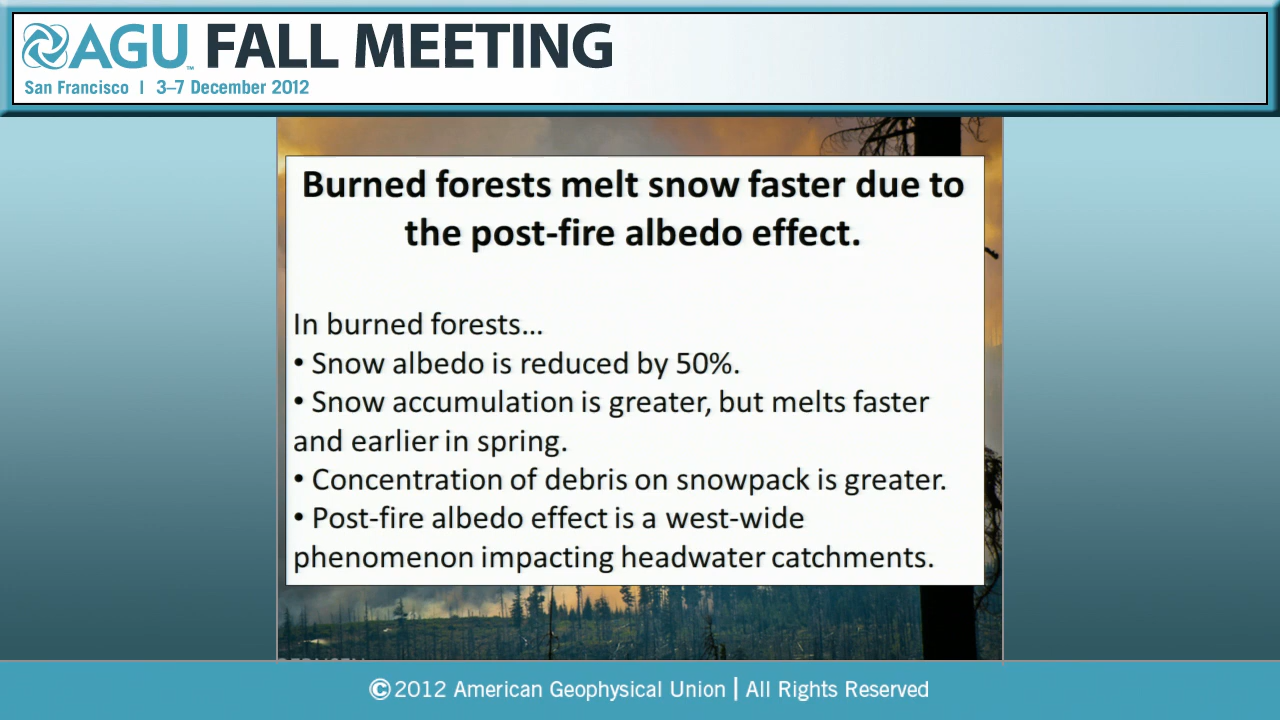 AGU FALL MEETING
San Francisco | 3–7 December 2012
Burned forests melt snow faster due to
the post-fire albedo effect.
In burned forests…
• Snow albedo is reduced by 50%.
• Snow accumulation is greater, but melts faster
and earlier in spring.
• Concentration of debris on snowpack is greater.
• Post-fire albedo effect is a west-wide
phenomenon impacting headwater catchments.
©2012 American Geophysical Union | All Rights Reserved